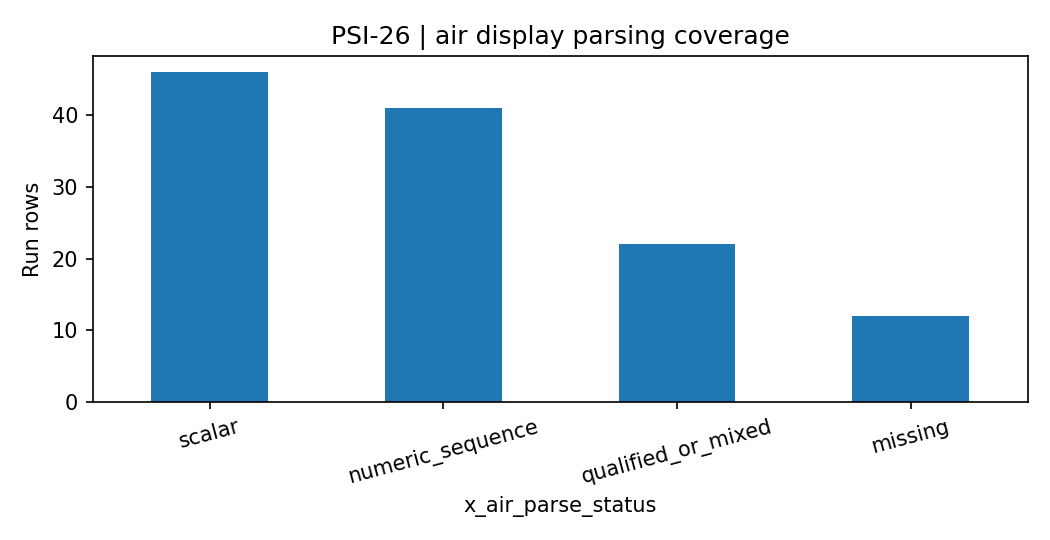 PSI-26 | air display parsing coverage
Run rows
40
30
20
10
0
scalar
numeric_sequence
qualified_or_mixed
missing
x_air_parse_status